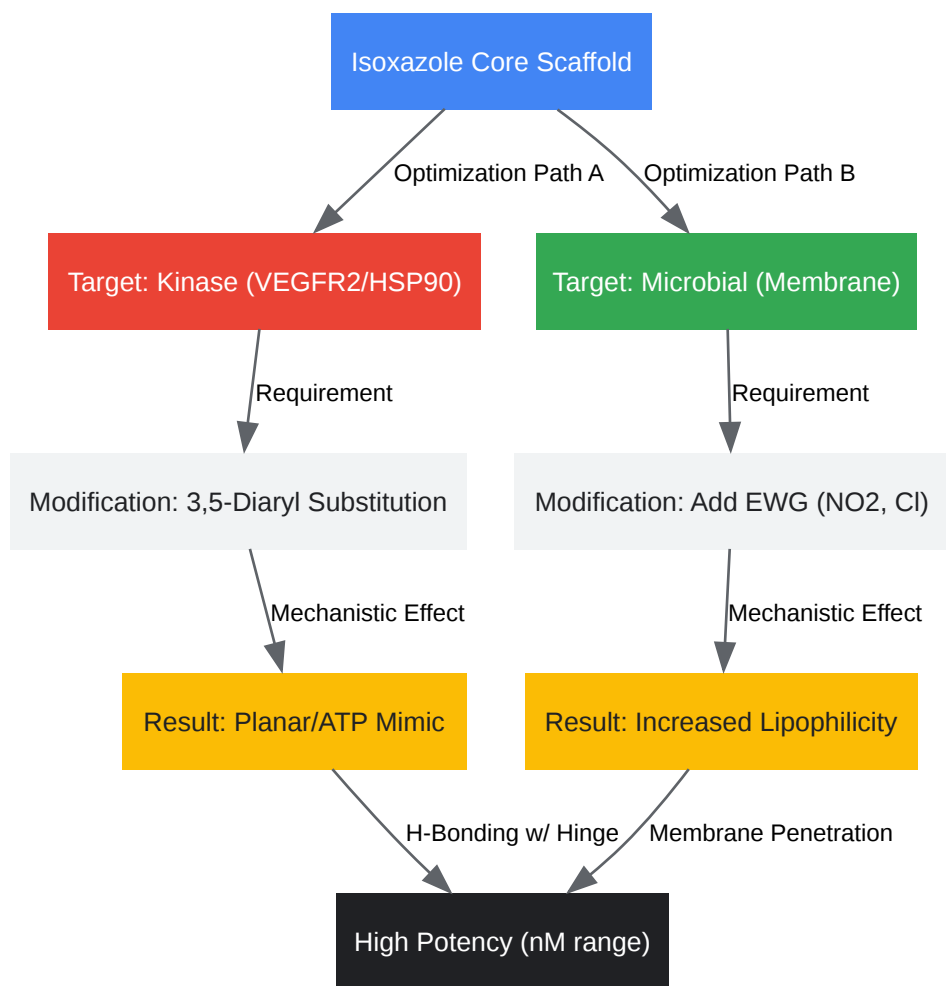 Isoxazole Core Scaffold
Optimization Path A
Optimization Path B
Target: Kinase (VEGFR2/HSP90)
Target: Microbial (Membrane)
Requirement
Requirement
Modification: 3,5-Diaryl Substitution
Modification: Add EWG (NO2, Cl)
Mechanistic Effect
Mechanistic Effect
Result: Planar/ATP Mimic
Result: Increased Lipophilicity
H-Bonding w/ Hinge
Membrane Penetration
High Potency (nM range)